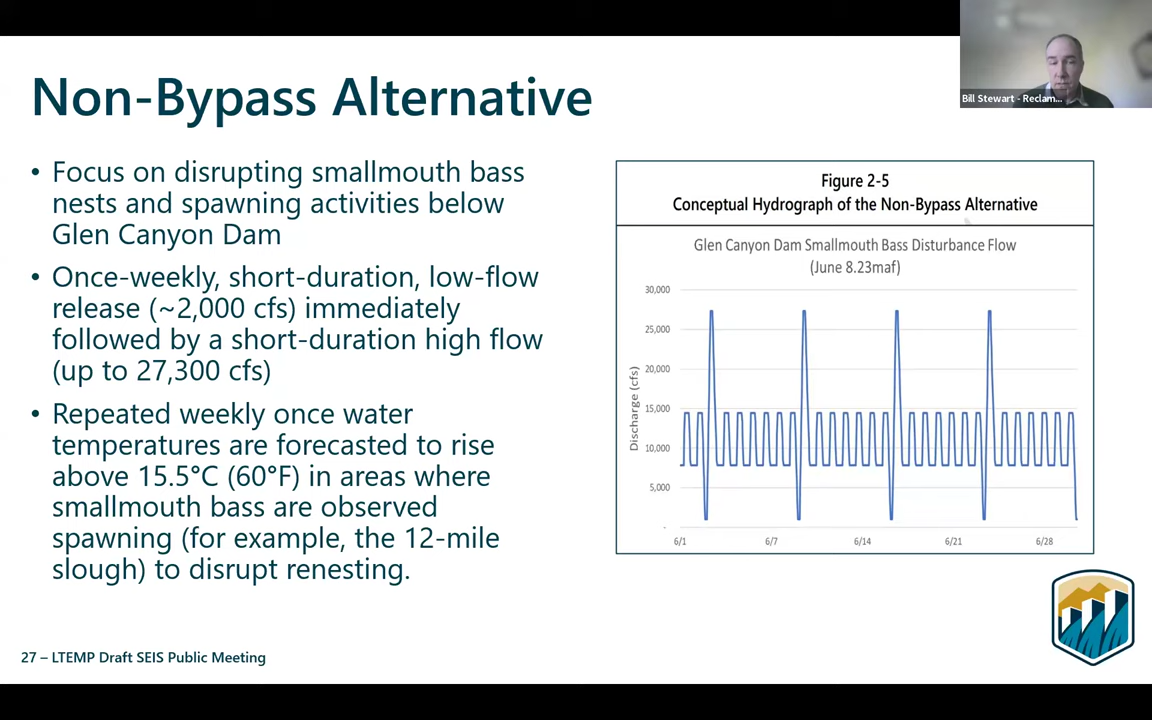 Non-Bypass Alternative
Bill Stewart - Reclam...
• Focus on disrupting smallmouth bass
nests and spawning activities below
Glen Canyon Dam
• Once-weekly, short-duration, low-flow
release (~2,000 cfs) immediately
followed by a short-duration high flow
(up to 27,300 cfs)
• Repeated weekly once water
temperatures are forecasted to rise
above 15.5°C (60°F) in areas where
smallmouth bass are observed
spawning (for example, the 12-mile
slough) to disrupt renesting.
Figure 2-5
Conceptual Hydrograph of the Non-Bypass Alternative
Glen Canyon Dam Smallmouth Bass Disturbance Flow
(June 8.23maf)
Discharge (cfs)
30,000
25,000
20,000
15,000
10,000
5,000
-
6/1 6/7 6/14 6/21 6/28
27 – LTEMP Draft SEIS Public Meeting